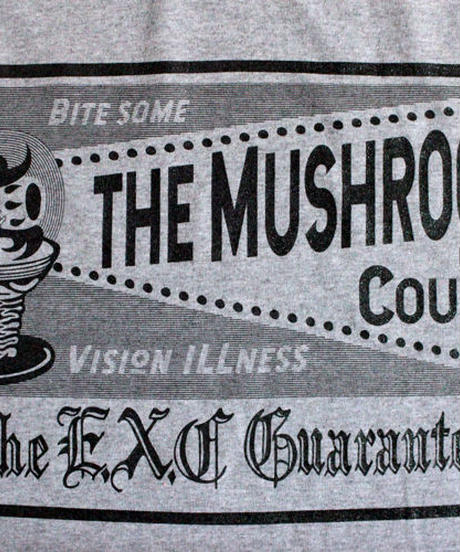 BITE SOME
THE MUSHROO
COU
VISION ILLNESS
he E.X.C Guarante